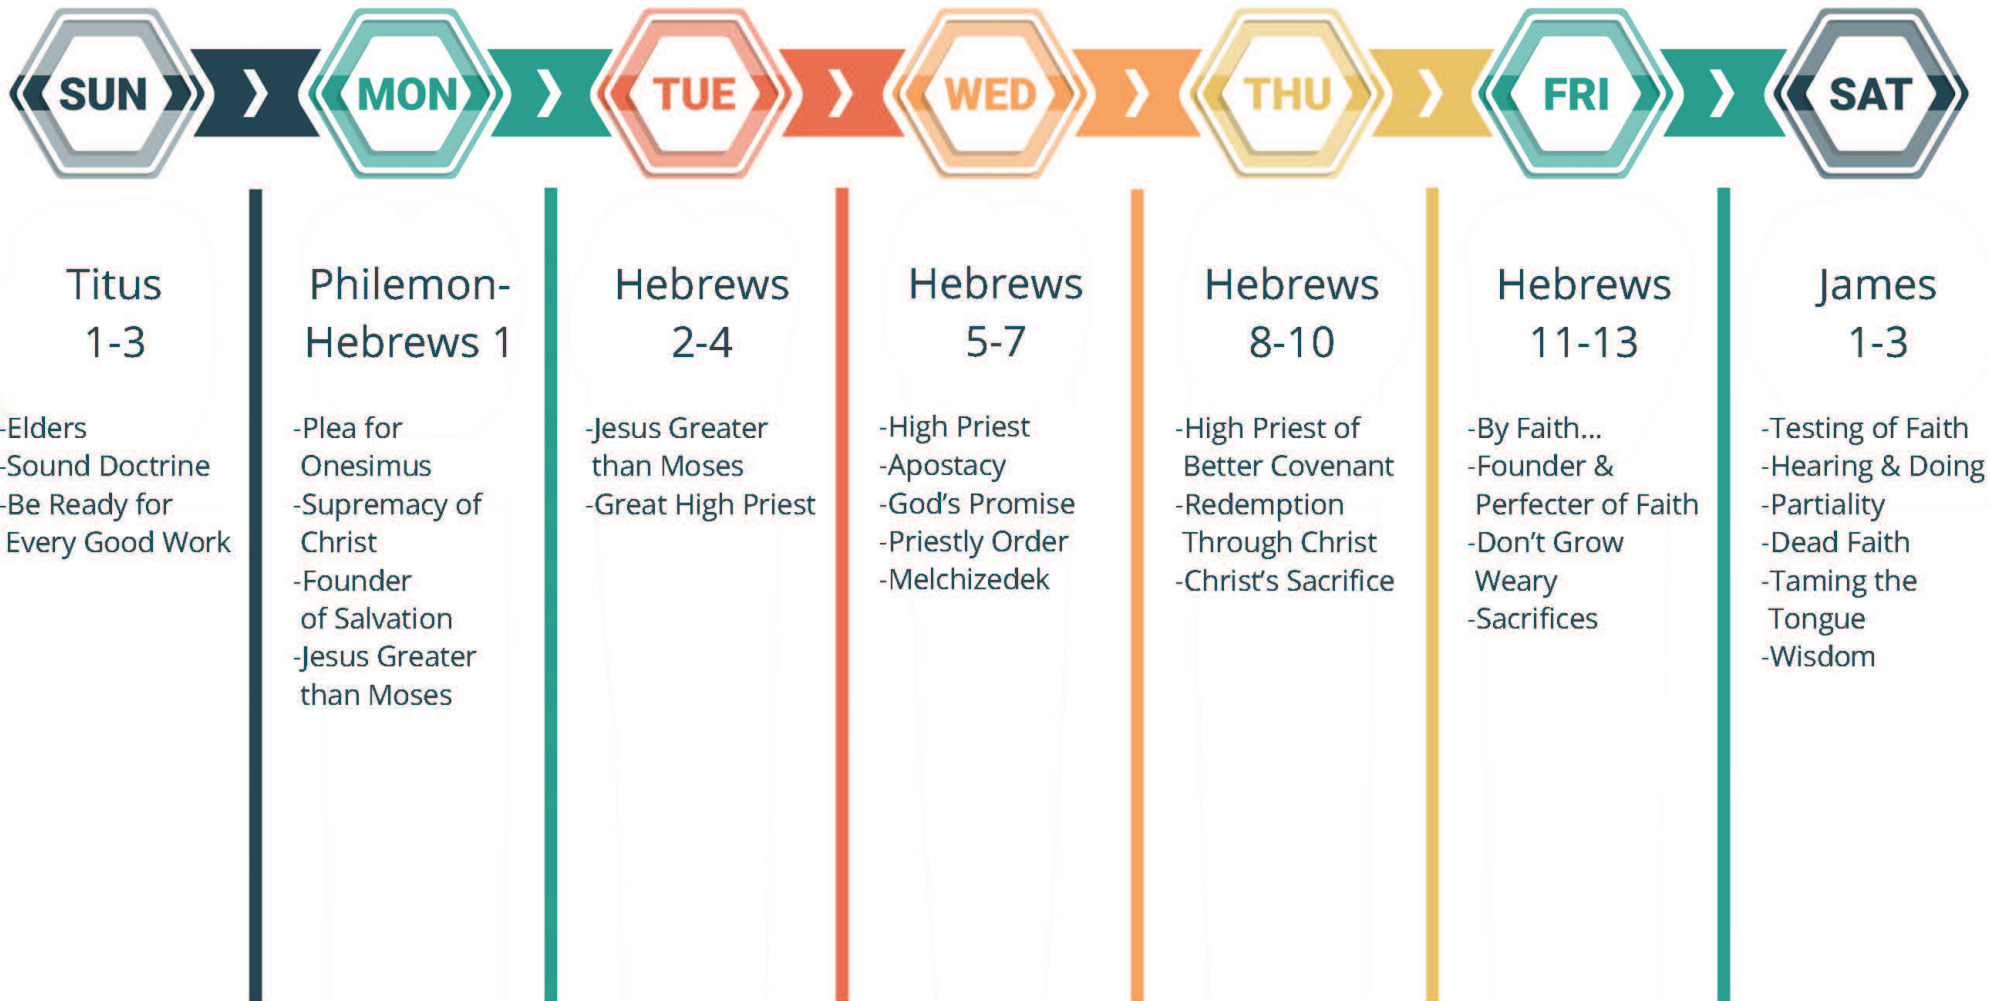 SUN
MON
TUE
WED
THU
FRI
SAT
Titus
1-3
-Elders
-Sound Doctrine
-Be Ready for
Every Good Work
Philemon-
Hebrews 1
-Plea for
Onesimus
-Supremacy of
Christ
-Founder
of Salvation
-Jesus Greater
than Moses
Hebrews
2-4
-Jesus Greater
than Moses
-Great High Priest
Hebrews
5-7
-High Priest
-Apostacy
-God's Promise
-Priestly Order
-Melchizedek
Hebrews
8-10
-High Priest of
Better Covenant
-Redemption
Through Christ
-Christ's Sacrifice
Hebrews
11-13
-By Faith...
-Founder &
Perfecter of Faith
-Don't Grow
Weary
-Sacrifices
James
1-3
-Testing of Faith
-Hearing & Doing
-Partiality
-Dead Faith
-Taming the
Tongue
-Wisdom